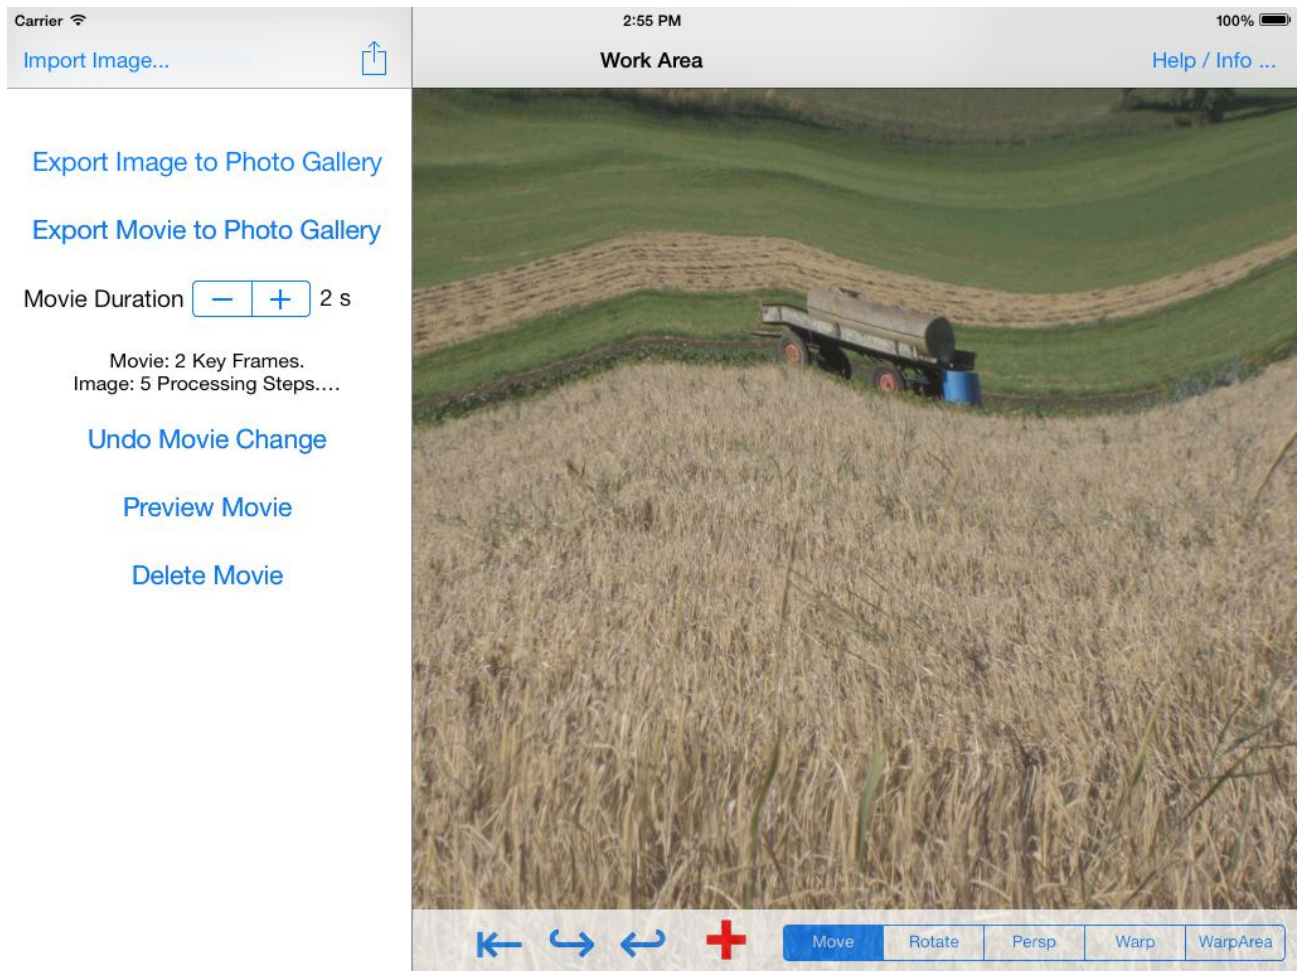 Carrier 2:55 PM 100%
Import Image... Work Area Help / Info ...
Export Image to Photo Gallery
Export Movie to Photo Gallery
Movie Duration − + 2 s
Movie: 2 Key Frames.
Image: 5 Processing Steps....
Undo Movie Change
Preview Movie
Delete Movie
Move Rotate Persp Warp WarpArea